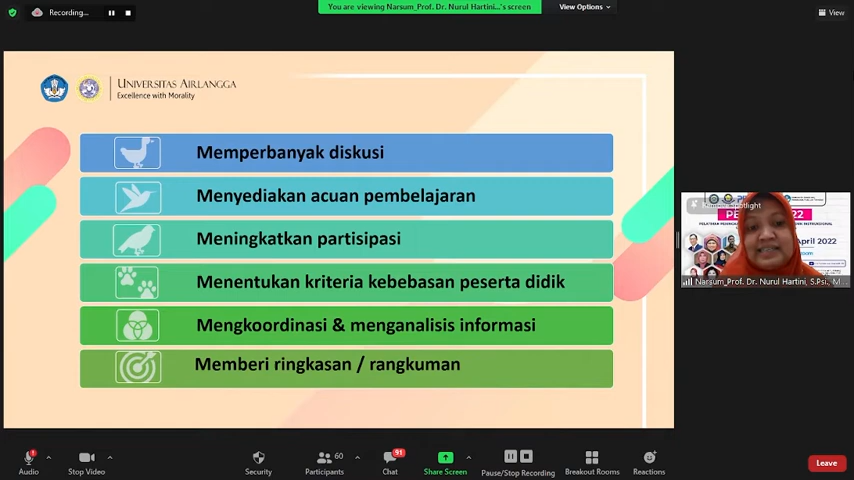 Recording...
You are viewing Narsum_Prof. Dr. Nurul Hartini...'s screen
View Options
View
UNIVERSITAS AIRLANGGA
Excellence with Morality
Memperbanyak diskusi
Menyediakan acuan pembelajaran
Meningkatkan partisipasi
Menentukan kriteria kebebasan peserta didik
Mengkoordinasi & menganalisis informasi
Memberi ringkasan / rangkuman
2022
April 2022
Narsum_Prof. Dr. Nurul Hartini, S.Psi., M...
Audio
Stop Video
Security
60
Participants
91
Chat
Share Screen
Pause/Stop Recording
Breakout Rooms
Reactions
Leave